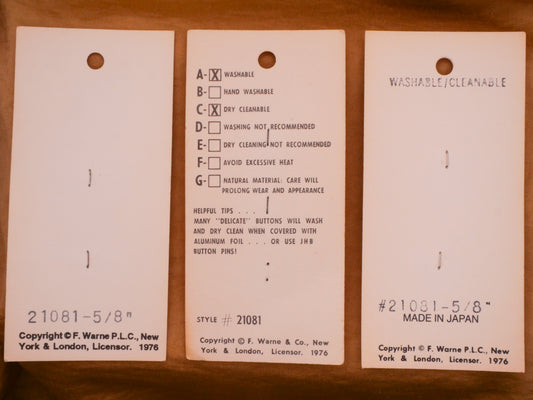 21081-5/8"
Copyright © F. Warne P.L.C., New
York & London, Licensor. 1976
A- X WASHABLE
B- HAND WASHABLE
C- X DRY CLEANABLE
D- WASHING NOT RECOMMENDED
E- DRY CLEANING NOT RECOMMENDED
F- AVOID EXCESSIVE HEAT
G- NATURAL MATERIAL: CARE WILL
PROLONG WEAR AND APPEARANCE
HELPFUL TIPS . . .
MANY "DELICATE" BUTTONS WILL WASH
AND DRY CLEAN WHEN COVERED WITH
ALUMINUM FOIL . . . OR USE JHB
BUTTON PINS!
STYLE # 21081
Copyright © F. Warne & Co., New
York & London, Licensor. 1976
WASHABLE/CLEANABLE
#21081-5/8"
MADE IN JAPAN
Copyright © F. Warne P.L.C., New
York & London, Licensor. 1976